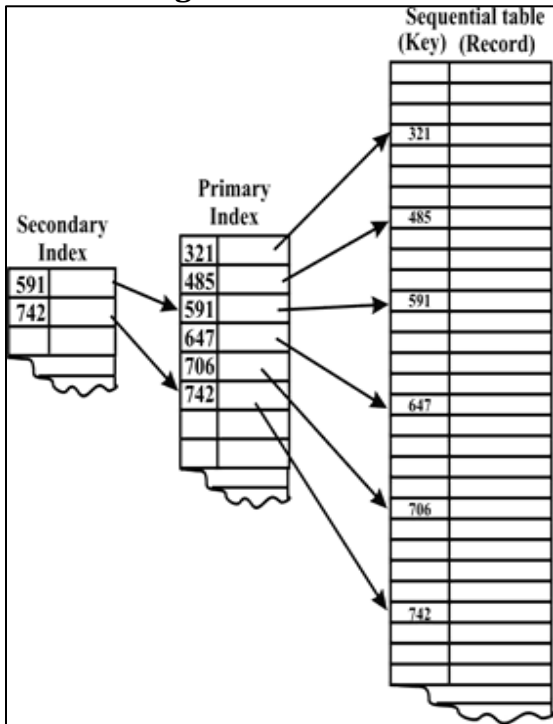 Sequential table
(Key) (Record)
321
485
591
647
706
742
Primary
Index
321
485
591
647
706
742
Secondary
Index
591
742